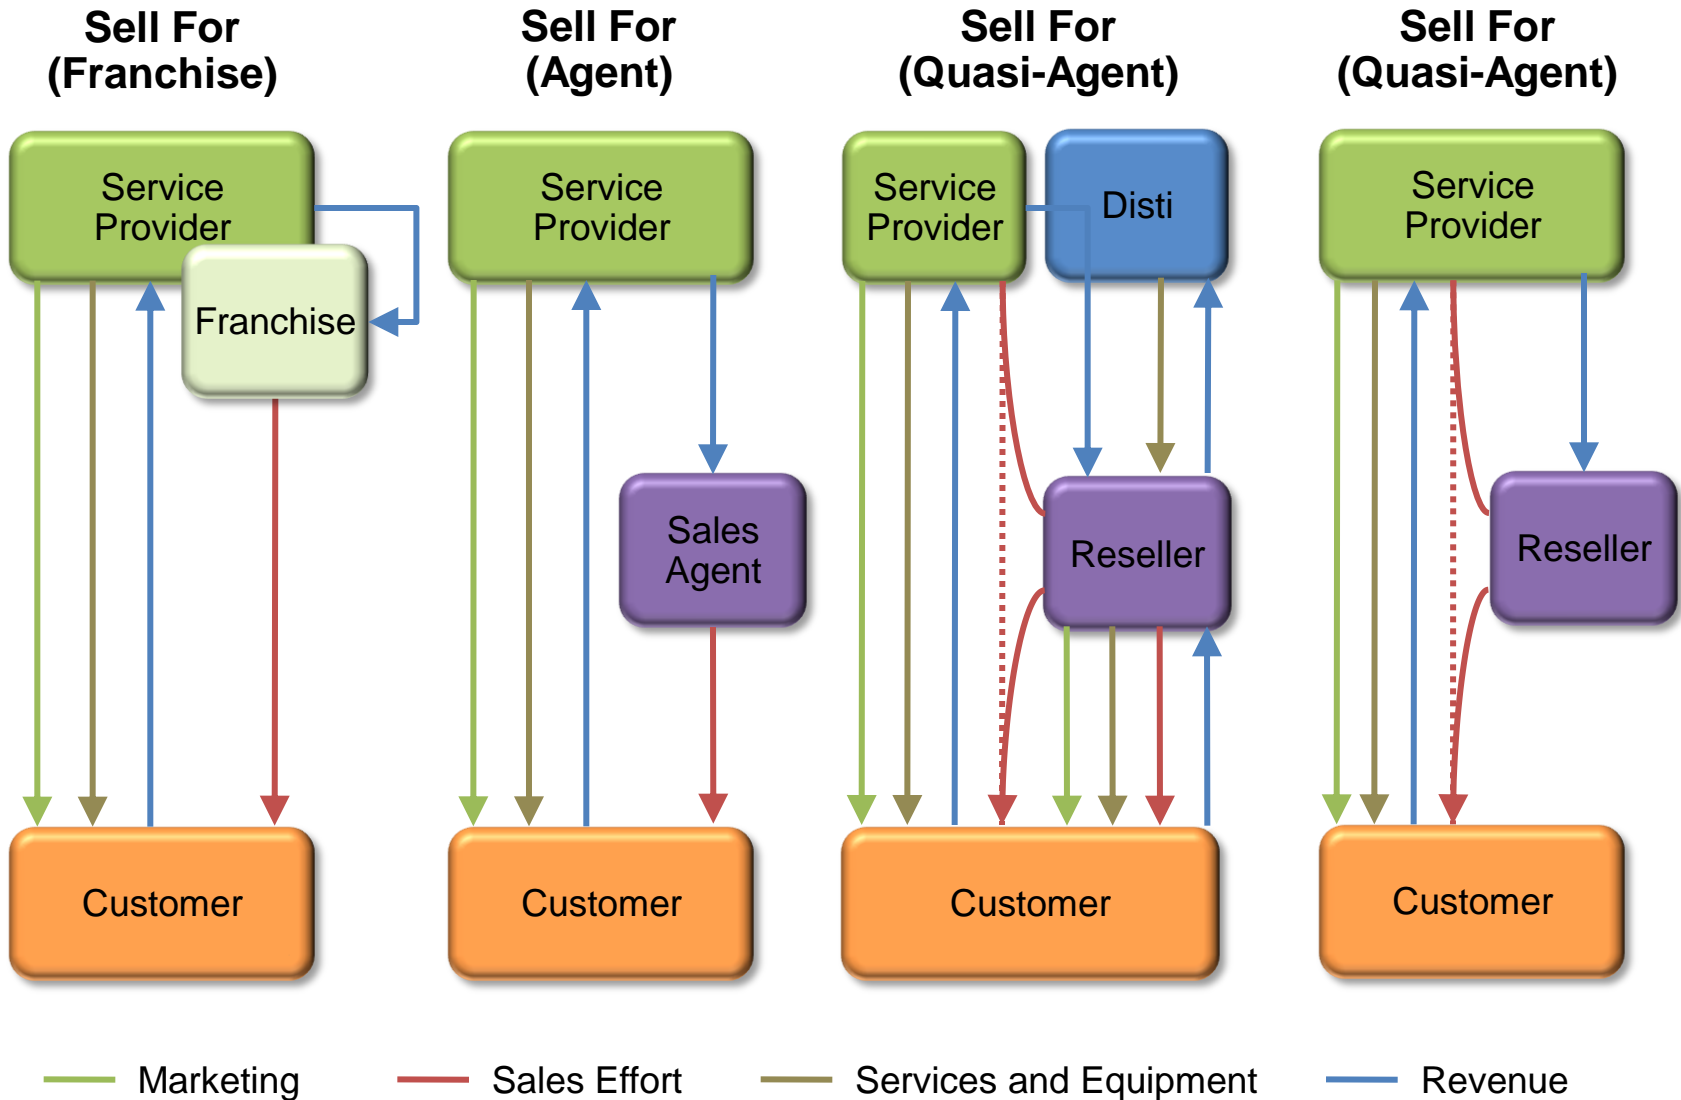 Sell For
(Franchise)
Sell For
(Agent)
Sell For
(Quasi-Agent)
Sell For
(Quasi-Agent)
Service
Provider
Franchise
Customer
Service
Provider
Sales
Agent
Customer
Service
Provider
Disti
Reseller
Customer
Service
Provider
Reseller
Customer
Marketing
Sales Effort
Services and Equipment
Revenue